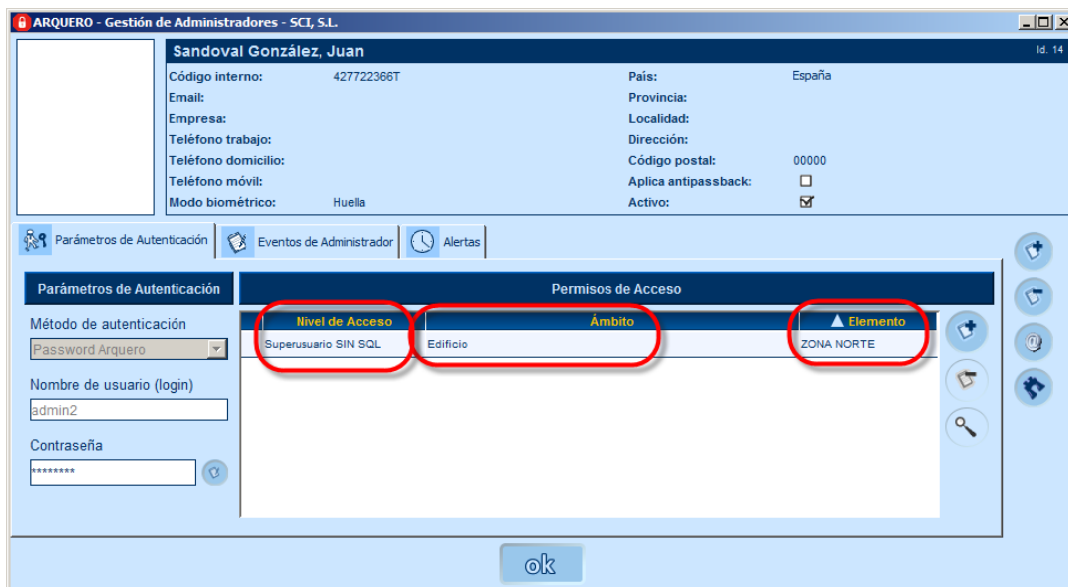 ARQUERO - Gestión de Administradores - SCI, S.L.
Sandoval González, Juan Id. 14
Código interno: 427722366T País: España
Email: Provincia:
Empresa: Localidad:
Teléfono trabajo: Dirección:
Teléfono domicilio: Código postal: 00000
Teléfono móvil: Aplica antipassback:
Modo biométrico: Huella Activo:
Parámetros de Autenticación Eventos de Administrador Alertas
Parámetros de Autenticación Permisos de Acceso
Nivel de Acceso Ámbito Elemento
Superusuario SIN SQL Edificio ZONA NORTE
Método de autenticación
Password Arquero
Nombre de usuario (login)
admin2
Contraseña
********
ok